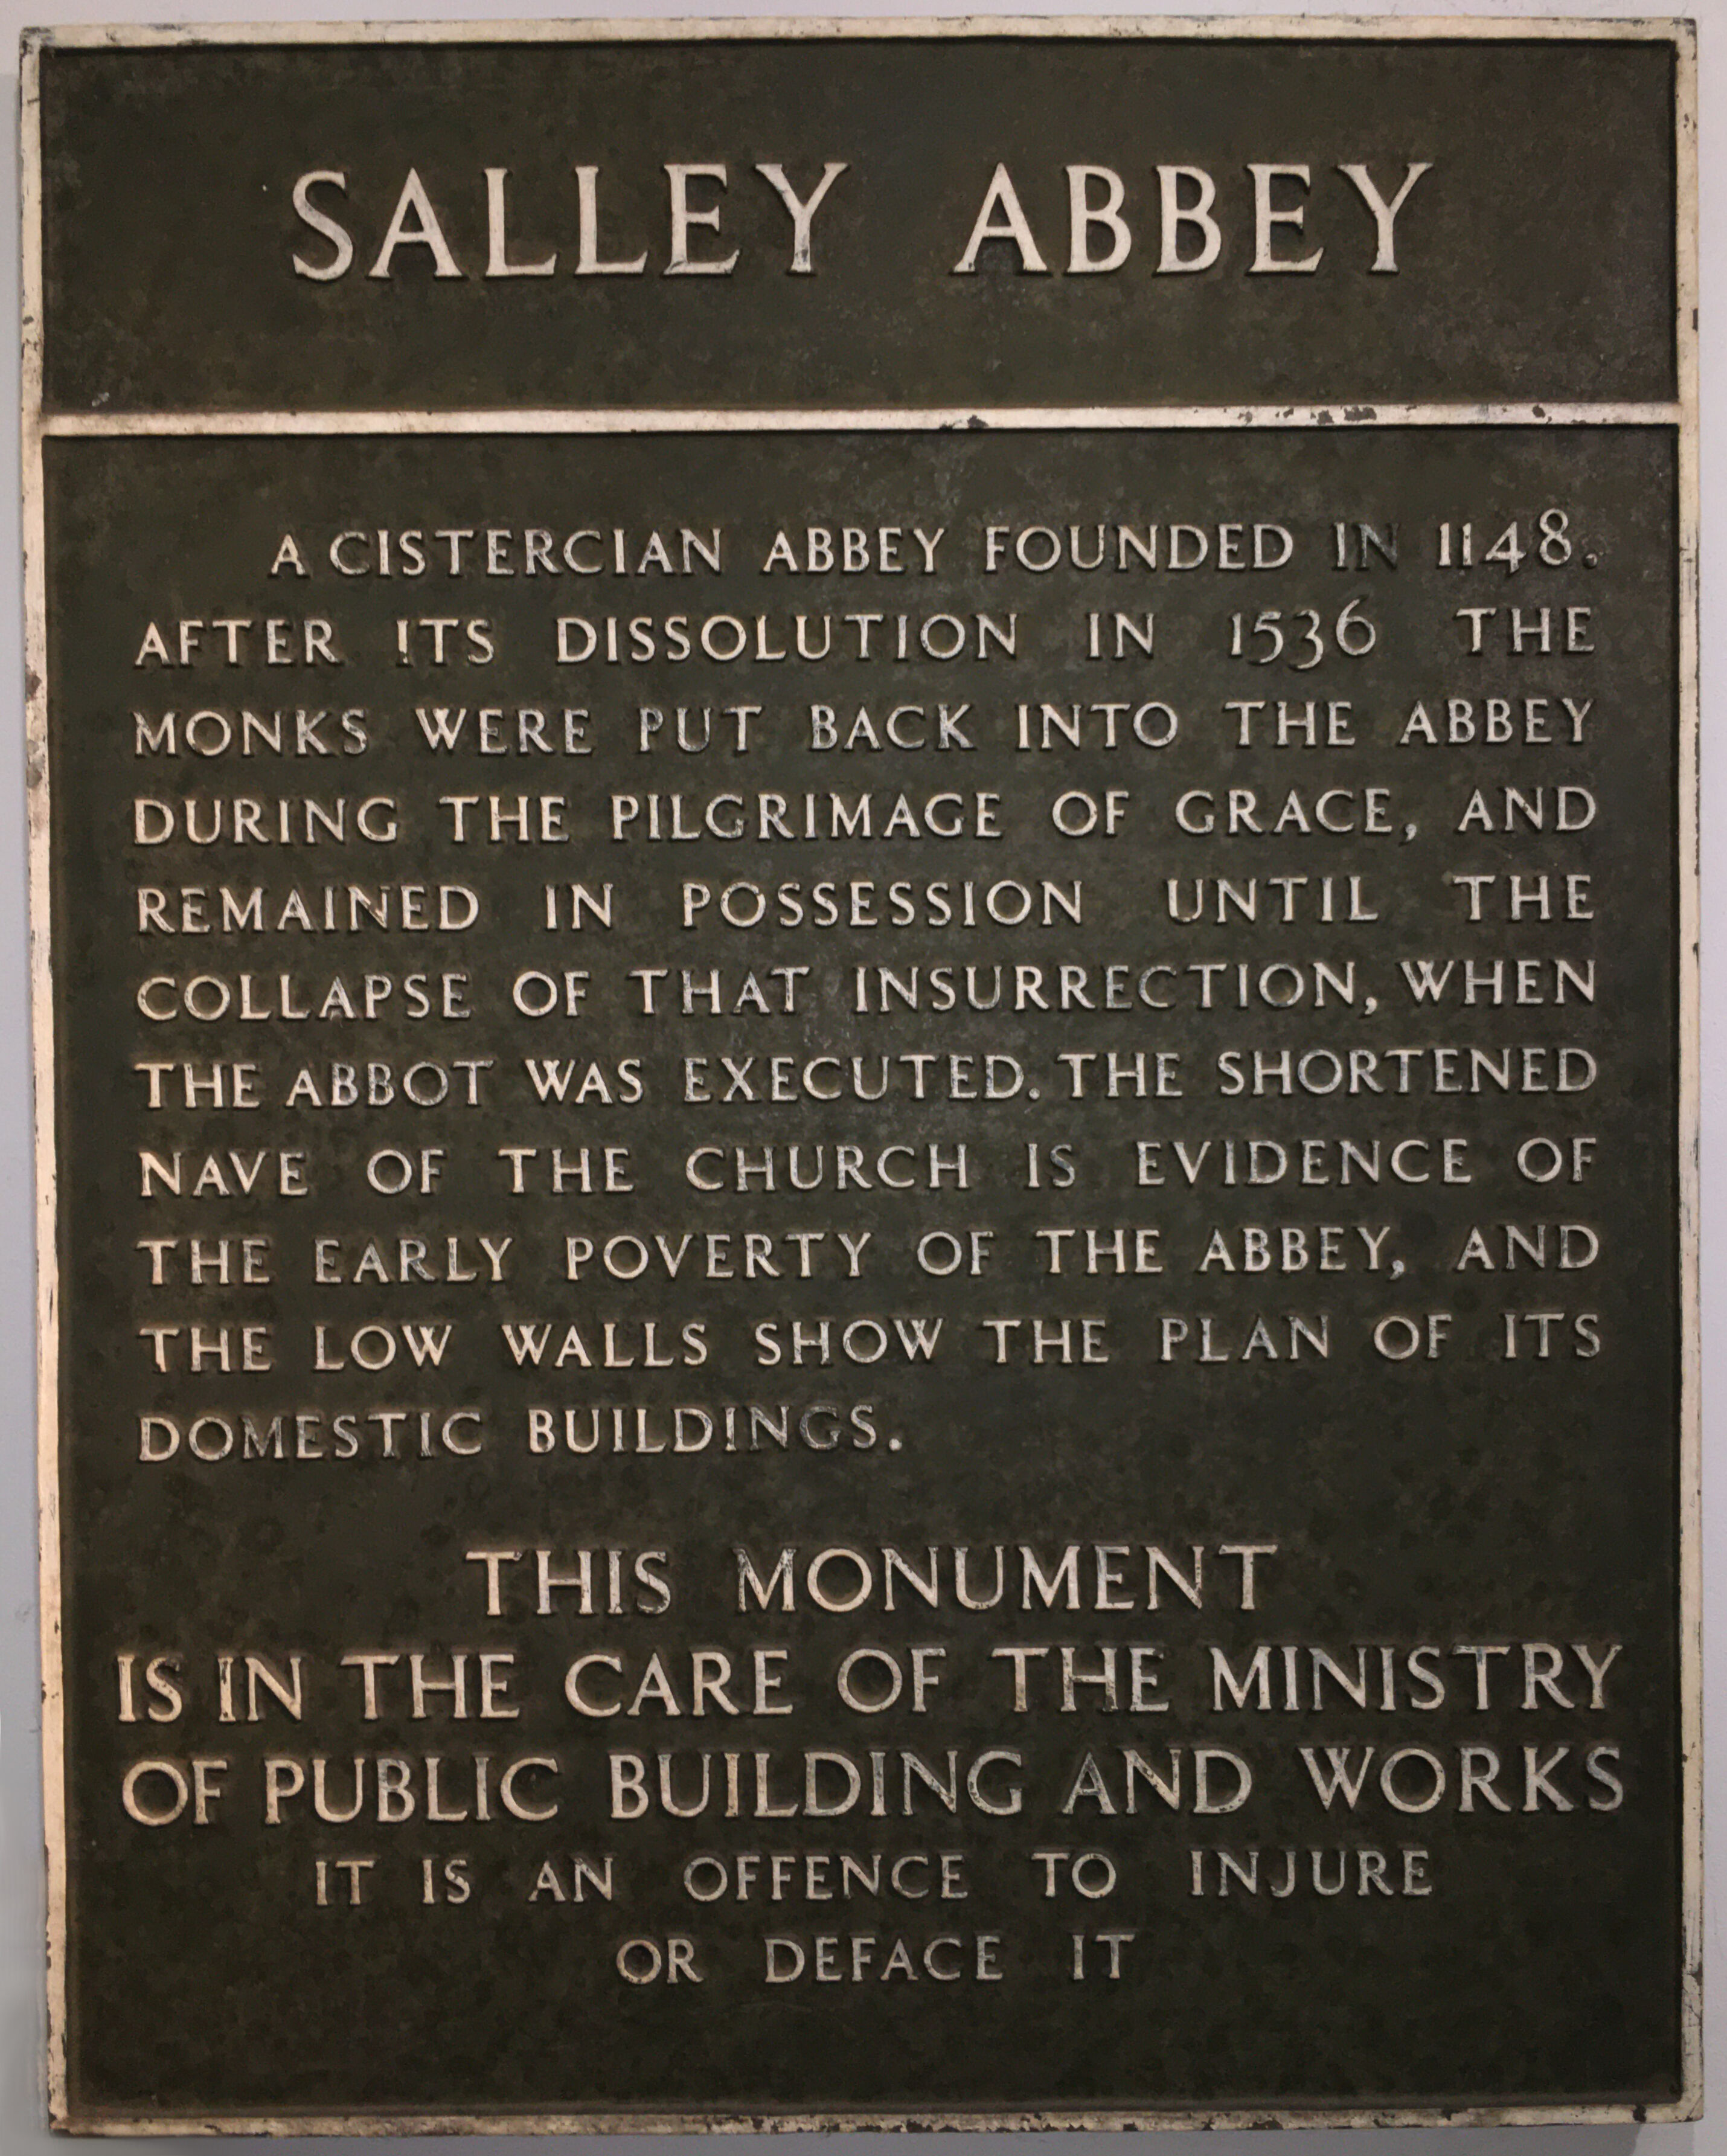 SALLEY ABBEY
A CISTERCIAN ABBEY FOUNDED IN 1148.
AFTER ITS DISSOLUTION IN 1536 THE
MONKS WERE PUT BACK INTO THE ABBEY
DURING THE PILGRIMAGE OF GRACE, AND
REMAINED IN POSSESSION UNTIL THE
COLLAPSE OF THAT INSURRECTION, WHEN
THE ABBOT WAS EXECUTED. THE SHORTENED
NAVE OF THE CHURCH IS EVIDENCE OF
THE EARLY POVERTY OF THE ABBEY, AND
THE LOW WALLS SHOW THE PLAN OF ITS
DOMESTIC BUILDINGS.
THIS MONUMENT
IS IN THE CARE OF THE MINISTRY
OF PUBLIC BUILDING AND WORKS
IT IS AN OFFENCE TO INJURE
OR DEFACE IT